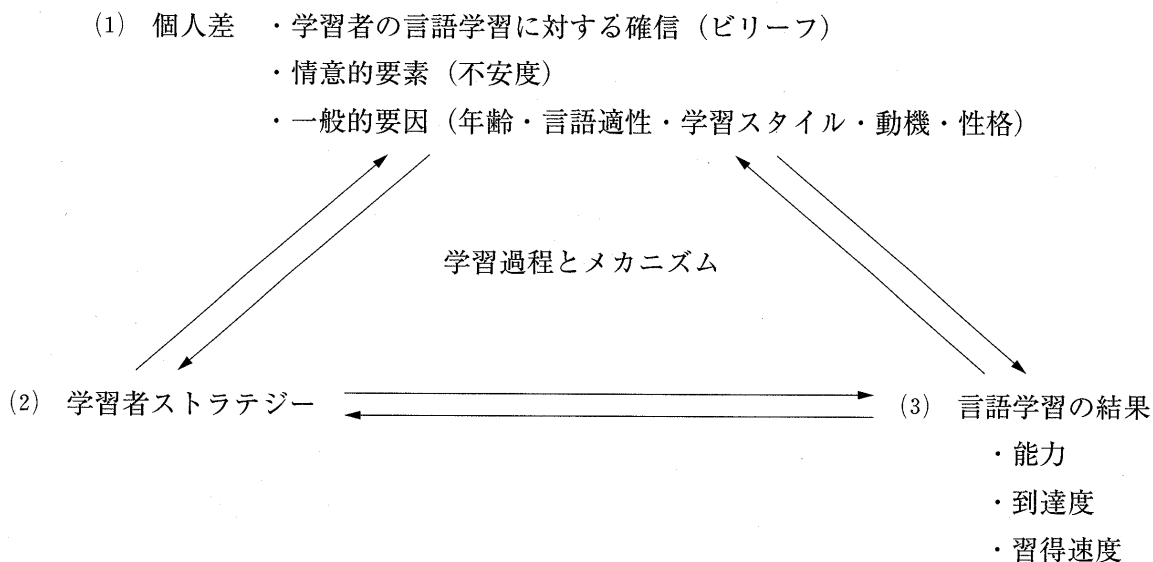 (1) 個人差 ・学習者の言語学習に対する確信（ビリーフ）
・情意的要素（不安度）
・一般的要因（年齢・言語適性・学習スタイル・動機・性格）
学習過程とメカニズム
(2) 学習者ストラテジー
(3) 言語学習の結果
・能力
・到達度
・習得速度